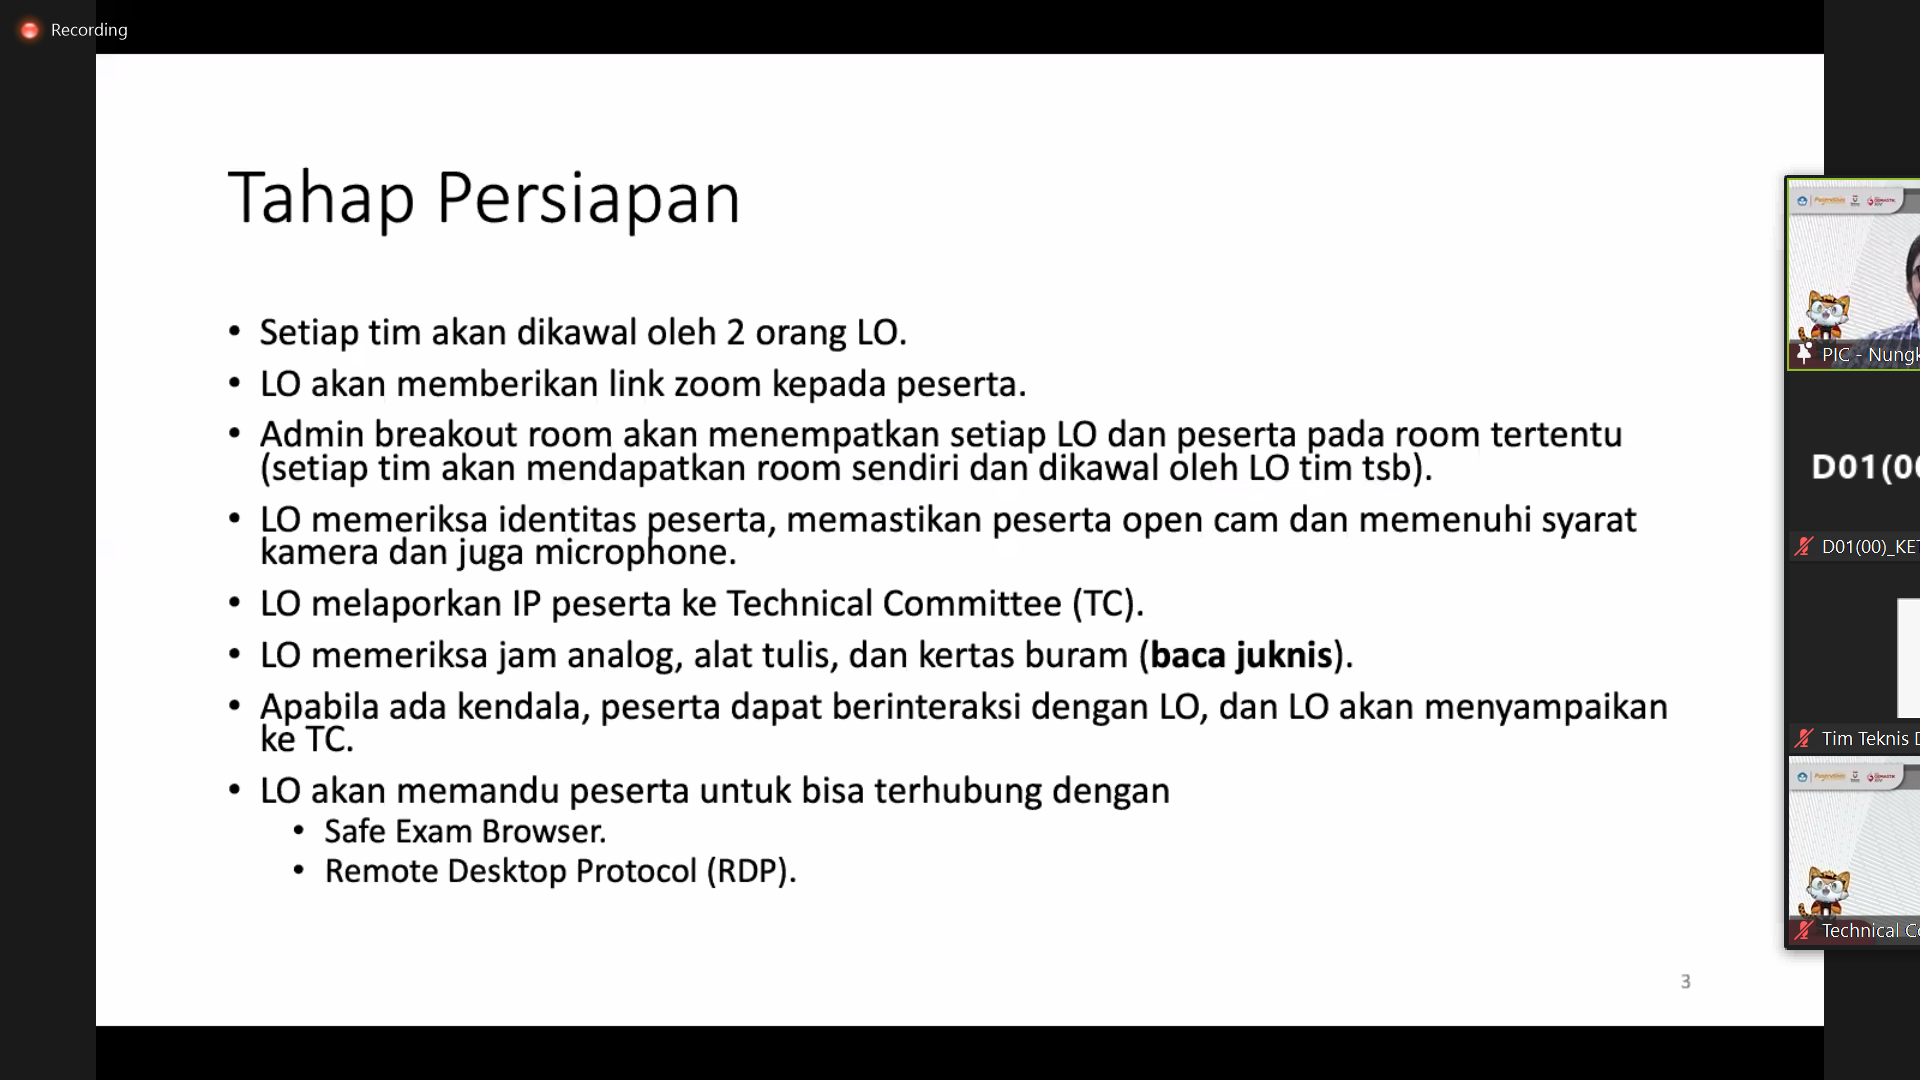 Recording
Tahap Persiapan
• Setiap tim akan dikawal oleh 2 orang LO.
• LO akan memberikan link zoom kepada peserta.
• Admin breakout room akan menempatkan setiap LO dan peserta pada room tertentu
(setiap tim akan mendapatkan room sendiri dan dikawal oleh LO tim tsb).
• LO memeriksa identitas peserta, memastikan peserta open cam dan memenuhi syarat
kamera dan juga microphone.
• LO melaporkan IP peserta ke Technical Committee (TC).
• LO memeriksa jam analog, alat tulis, dan kertas buram (baca juknis).
• Apabila ada kendala, peserta dapat berinteraksi dengan LO, dan LO akan menyampaikan
ke TC.
• LO akan memandu peserta untuk bisa terhubung dengan
• Safe Exam Browser.
• Remote Desktop Protocol (RDP).
3
PIC - Nungk
D01(00
D01(00)_KET
Tim Teknis D
Technical Co